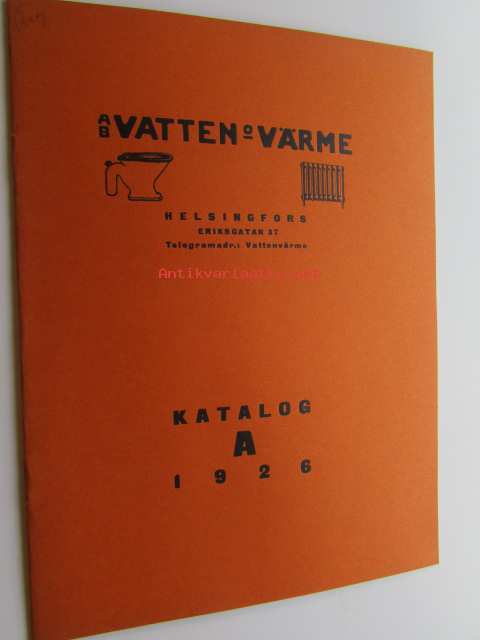 AB VATTEN O VÄRME
HELSINGFORS
ERIKSGATAN 37
Telegramadr.: Vattenvärme
Antikvariaatti.net
KATALOG
A
1926